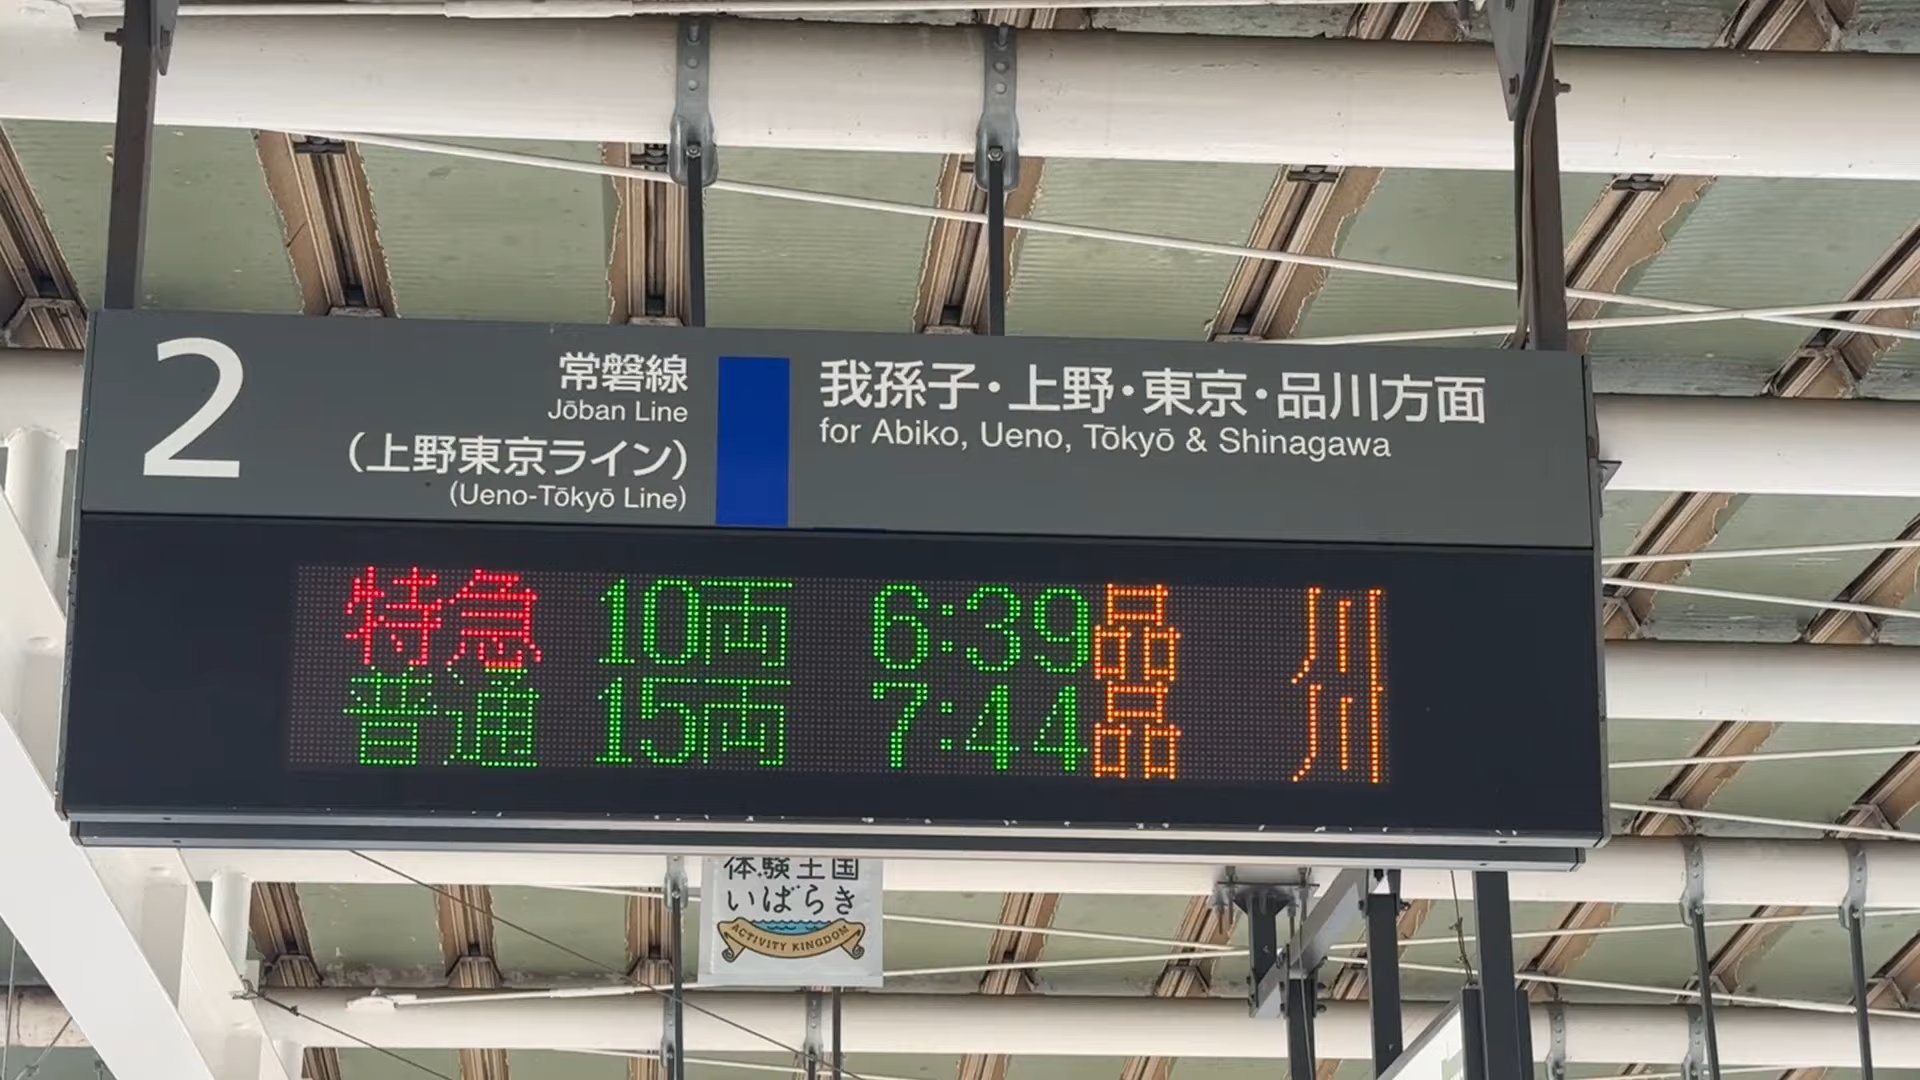 2
常磐線
Jōban Line
(上野東京ライン)
(Ueno-Tōkyō Line)
我孫子・上野・東京・品川方面
for Abiko, Ueno, Tōkyō & Shinagawa
特急 10両 6:39 品川
普通 15両 7:44 品川
体験王国
いばらき
ACTIVITY KINGDOM